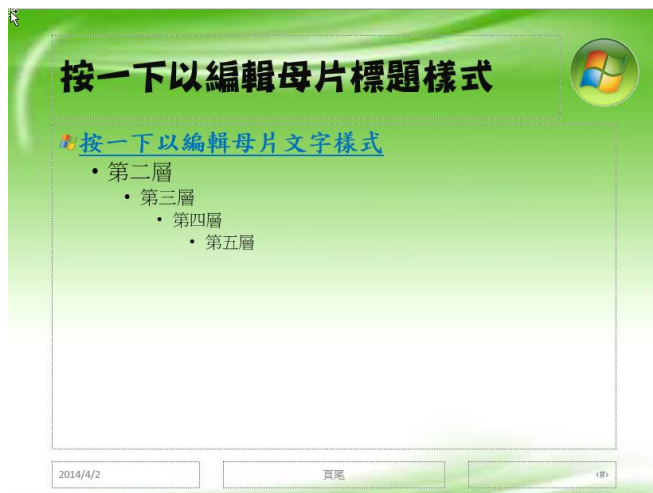 按一下以編輯母片標題樣式
按一下以編輯母片文字樣式
• 第二層
• 第三層
• 第四層
• 第五層
2014/4/2
頁尾
‹#›